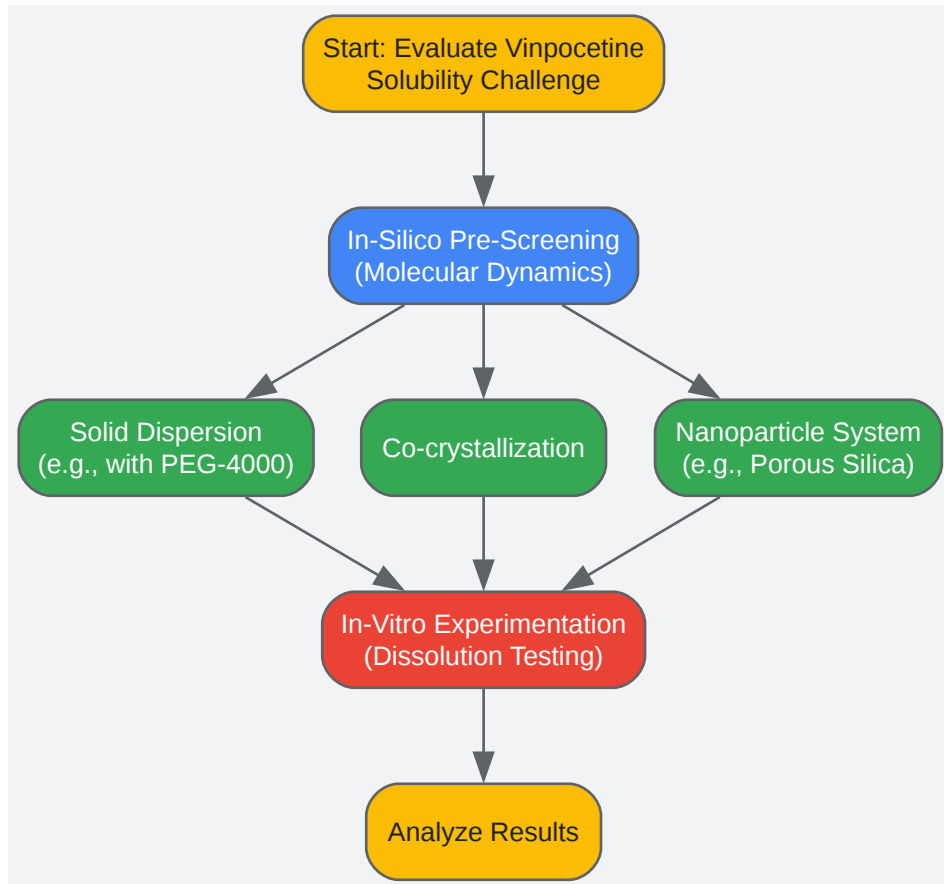 Start: Evaluate Vinpocetine
Solubility Challenge
In-Silico Pre-Screening
(Molecular Dynamics)
Solid Dispersion
(e.g., with PEG-4000)
Co-crystallization
Nanoparticle System
(e.g., Porous Silica)
In-Vitro Experimentation
(Dissolution Testing)
Analyze Results